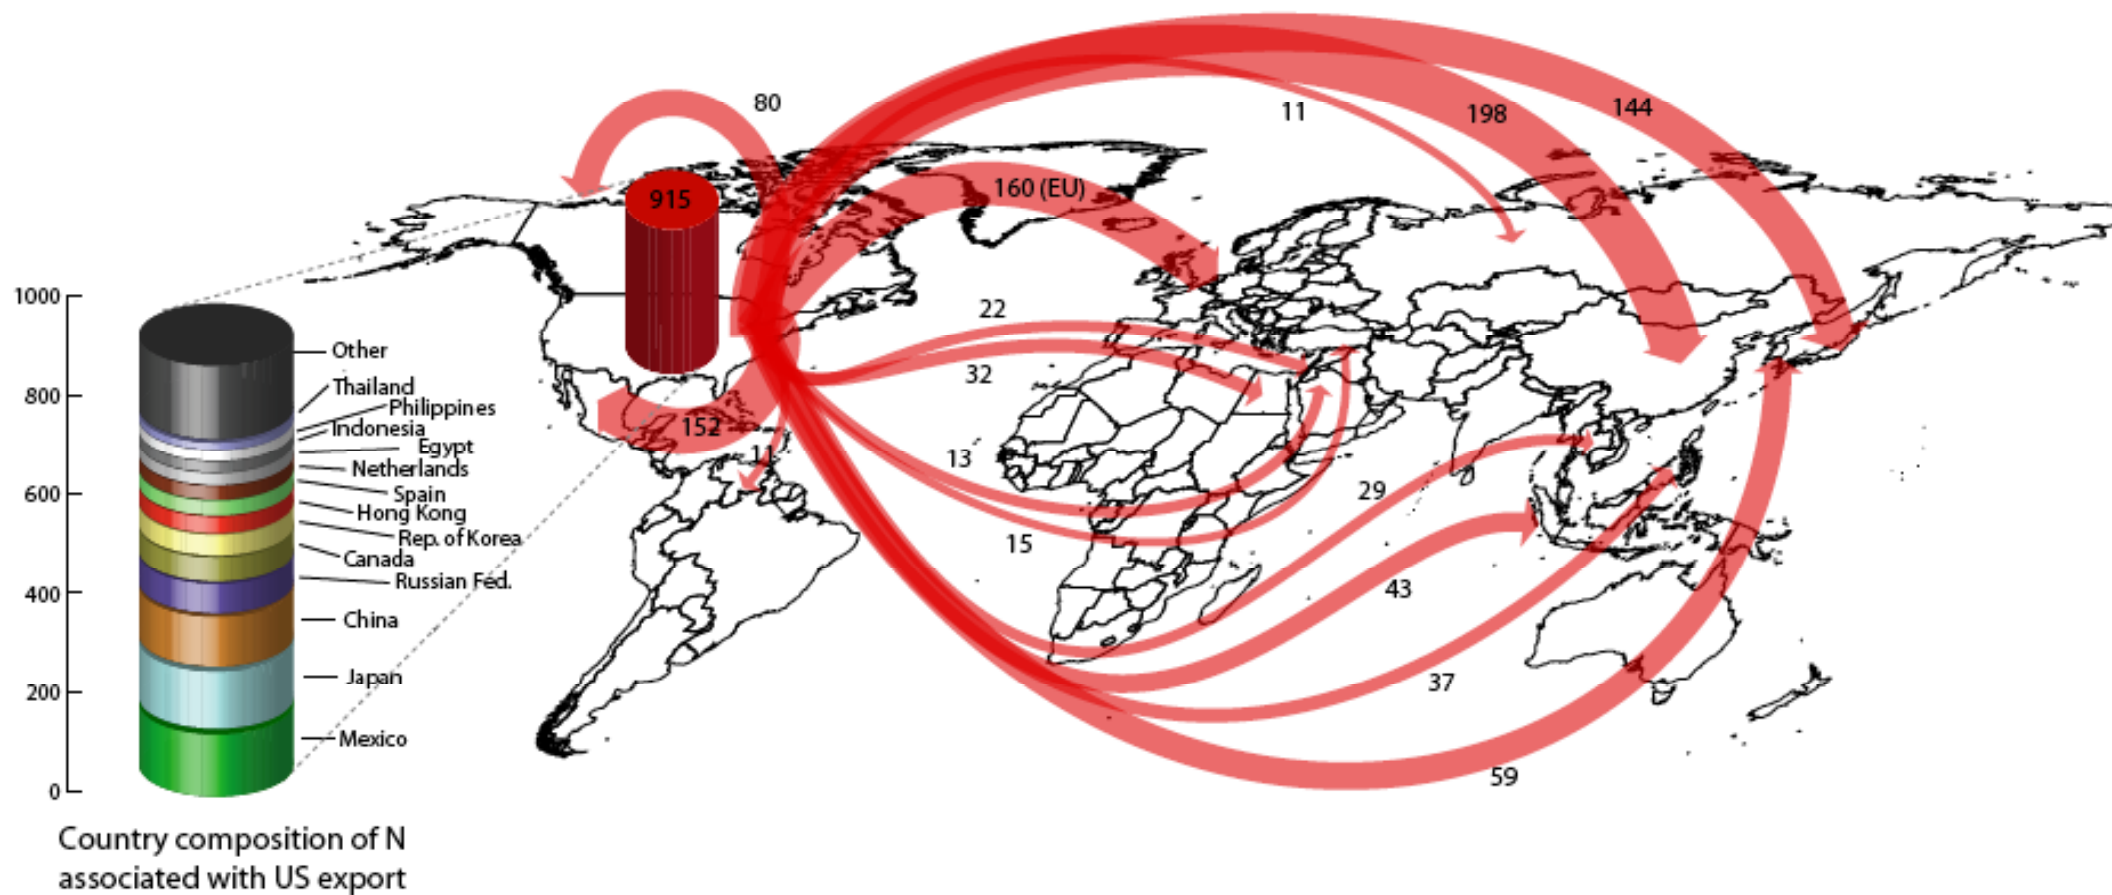 80
11
198
144
915
160 (EU)
22
32
152
11
13
15
29
43
37
59
1000
800
600
400
200
0
Other
Thailand
Philippines
Indonesia
Egypt
Netherlands
Spain
Hong Kong
Rep. of Korea
Canada
Russian Fed.
China
Japan
Mexico
Country composition of N
associated with US export